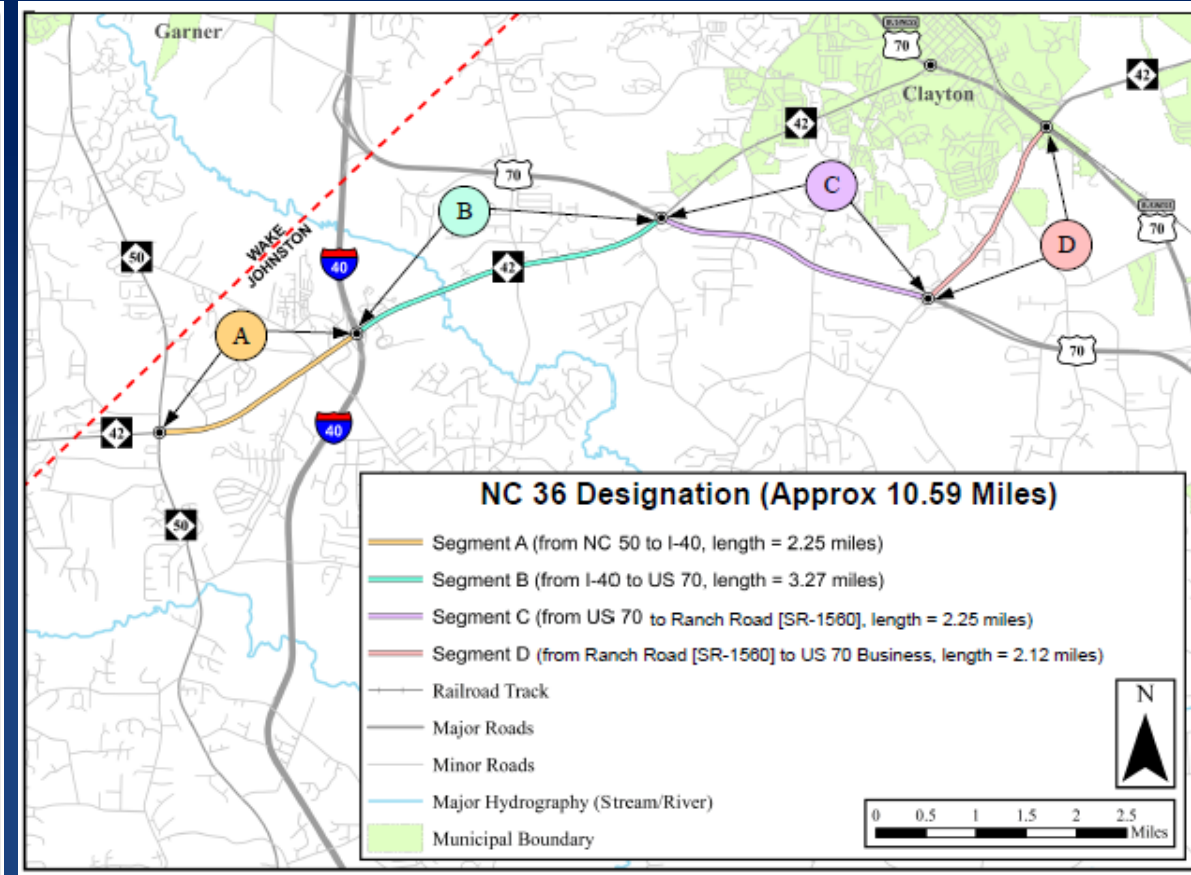 Garner
BUSINESS
70
42
Clayton
42
70
C
B
WAKE
JOHNSTON
50
40
42
BUSINESS
70
D
A
70
42
40
50
NC 36 Designation (Approx 10.59 Miles)
Segment A (from NC 50 to I-40, length = 2.25 miles)
Segment B (from I-40 to US 70, length = 3.27 miles)
Segment C (from US 70 to Ranch Road [SR-1560], length = 2.25 miles)
Segment D (from Ranch Road [SR-1560] to US 70 Business, length = 2.12 miles)
Railroad Track
Major Roads
Minor Roads
Major Hydrography (Stream/River)
Municipal Boundary
N
0 0.5 1 1.5 2 2.5
Miles